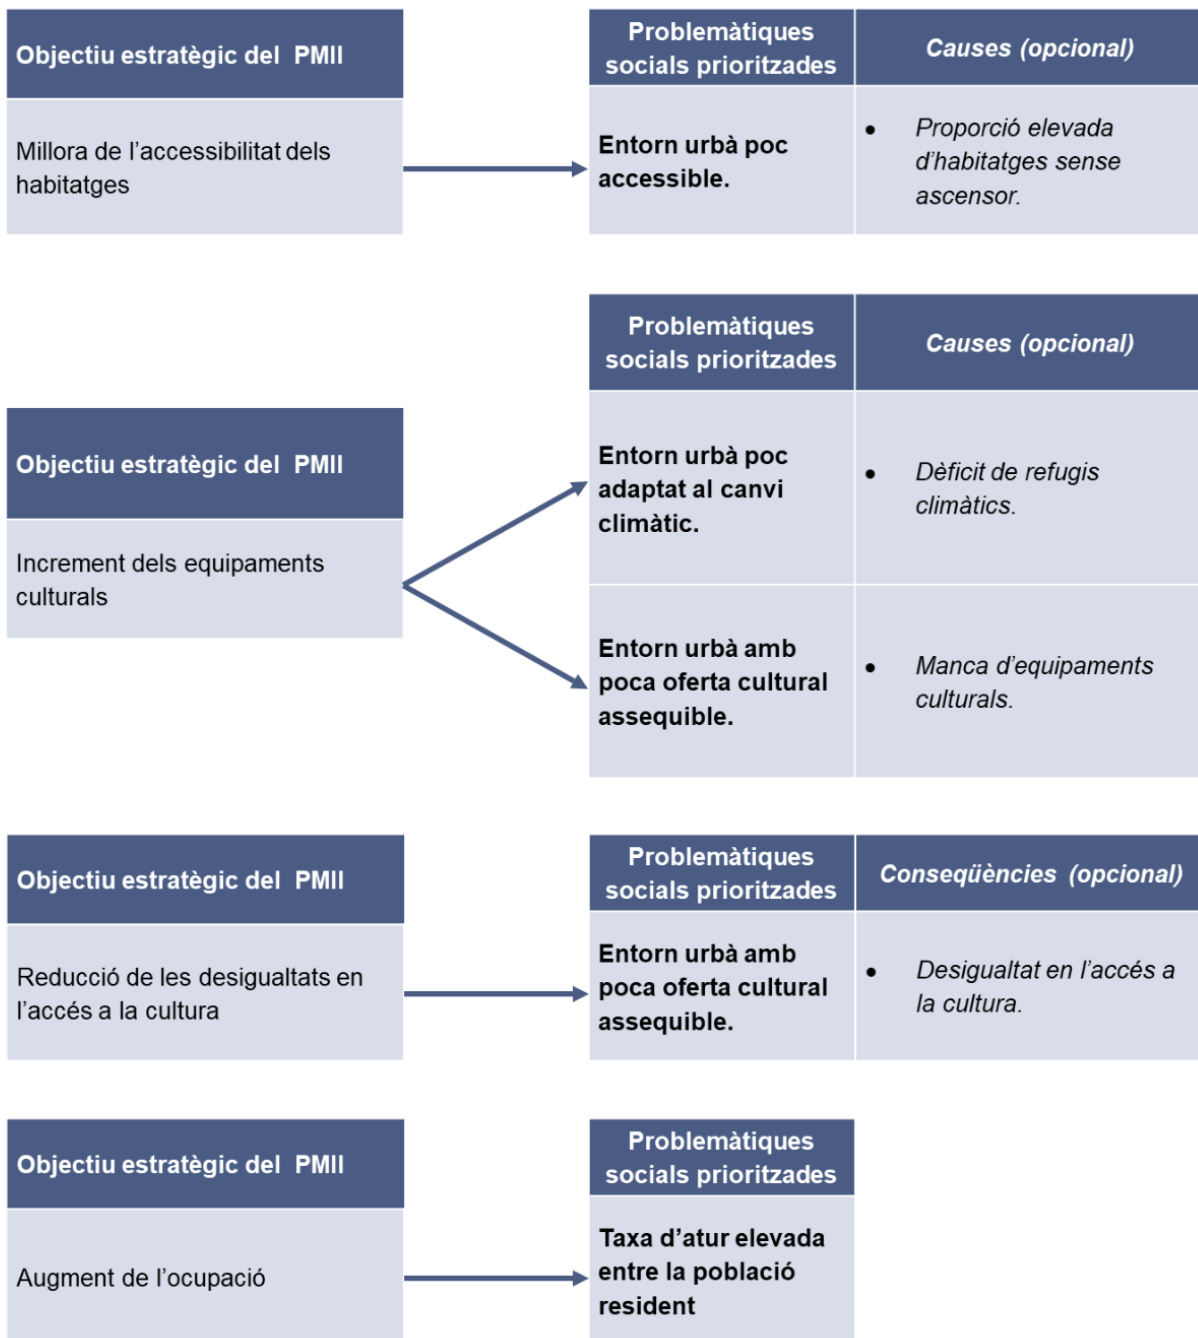 Objectiu estratègic del PMII
Millora de l’accessibilitat dels
habitatges
Problemàtiques
socials prioritzades
Causes (opcional)
Entorn urbà poc
accessible.
• Proporció elevada
d’habitatges sense
ascensor.
Objectiu estratègic del PMII
Increment dels equipaments
culturals
Problemàtiques
socials prioritzades
Causes (opcional)
Entorn urbà poc
adaptat al canvi
climàtic.
• Dèficit de refugis
climàtics.
Entorn urbà amb
poca oferta cultural
assequible.
• Manca d’equipaments
culturals.
Objectiu estratègic del PMII
Reducció de les desigualtats en
l’accés a la cultura
Problemàtiques
socials prioritzades
Conseqüències (opcional)
Entorn urbà amb
poca oferta cultural
assequible.
• Desigualtat en l’accés a
la cultura.
Objectiu estratègic del PMII
Augment de l’ocupació
Problemàtiques
socials prioritzades
Taxa d’atur elevada
entre la població
resident